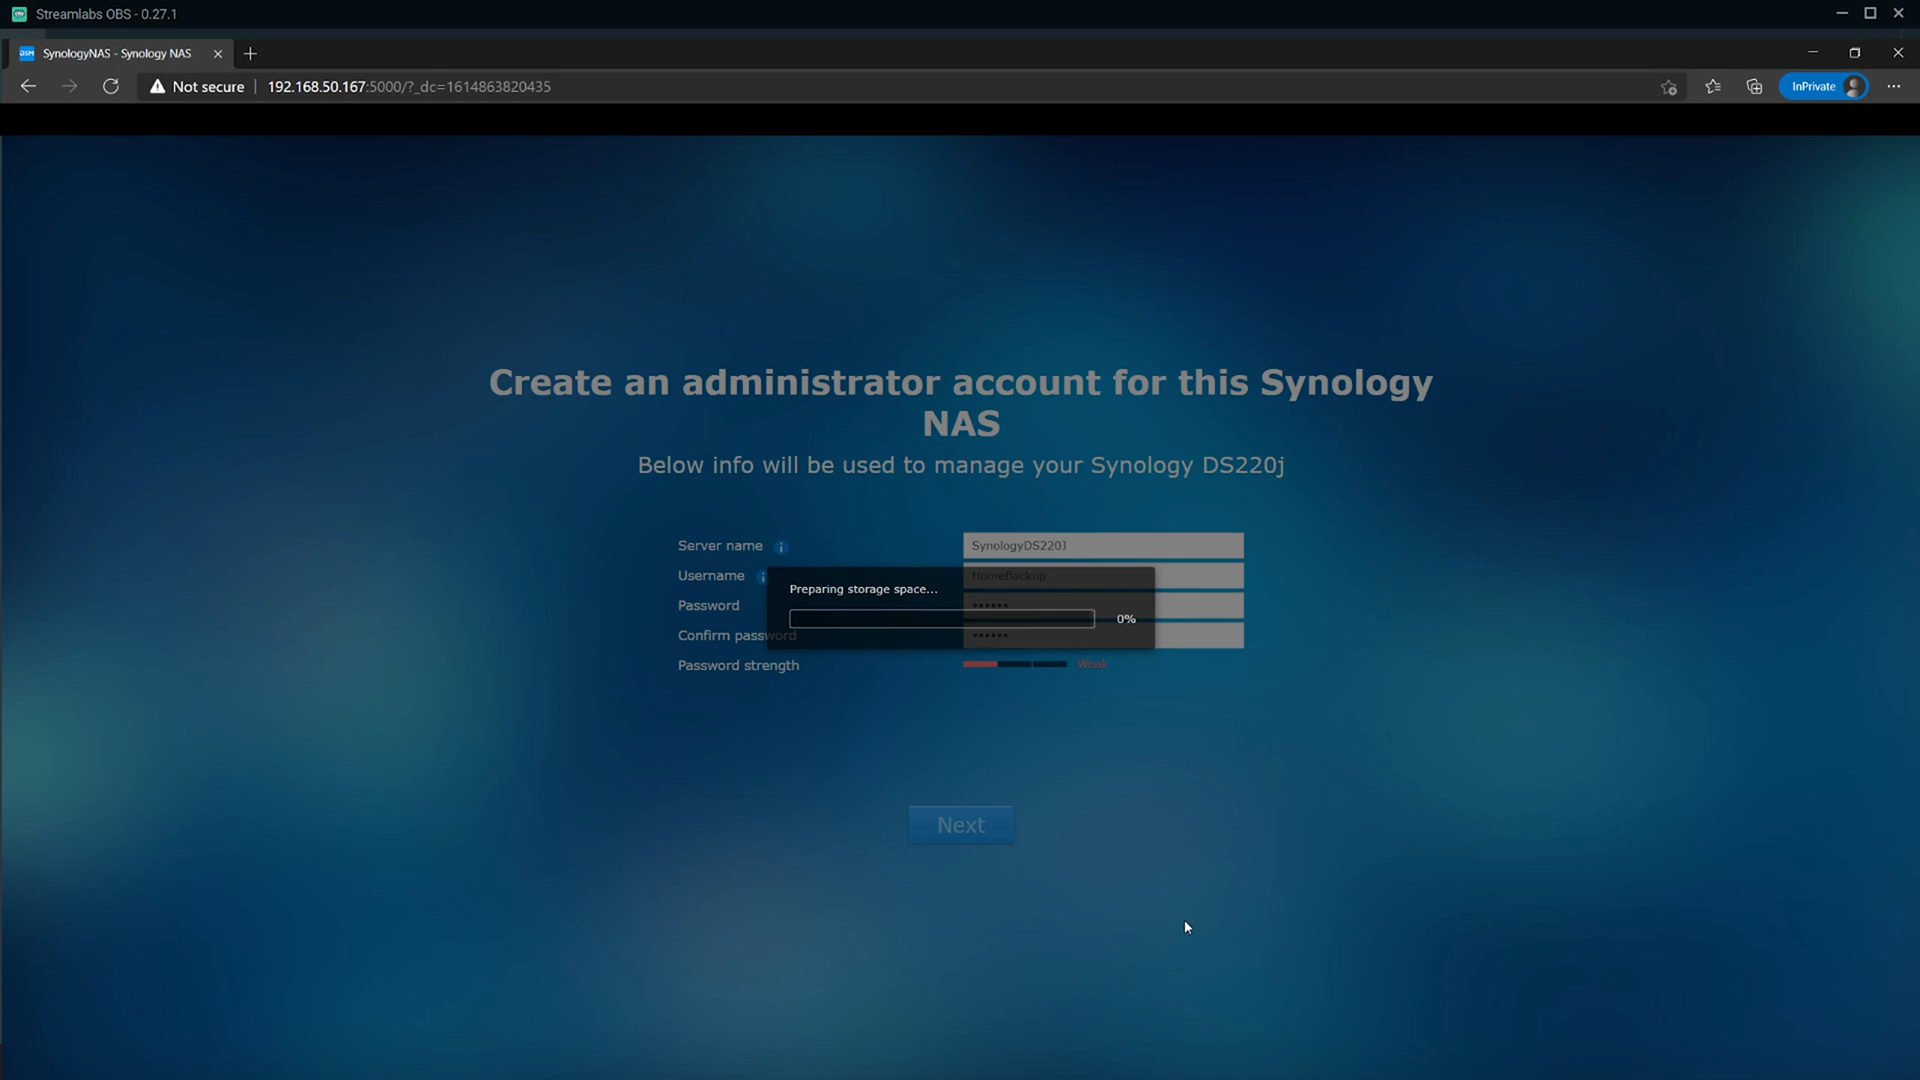 Streamlabs OBS - 0.27.1
DSM SynologyNAS - Synology NAS
Not secure 192.168.50.167:5000/?_dc=1614863820435
InPrivate
Create an administrator account for this Synology
NAS
Below info will be used to manage your Synology DS220j
Server name i SynologyDS220J
Username i HomeBackup
Preparing storage space...
Password ••••••
0%
Confirm password ••••••
Password strength Weak
Next